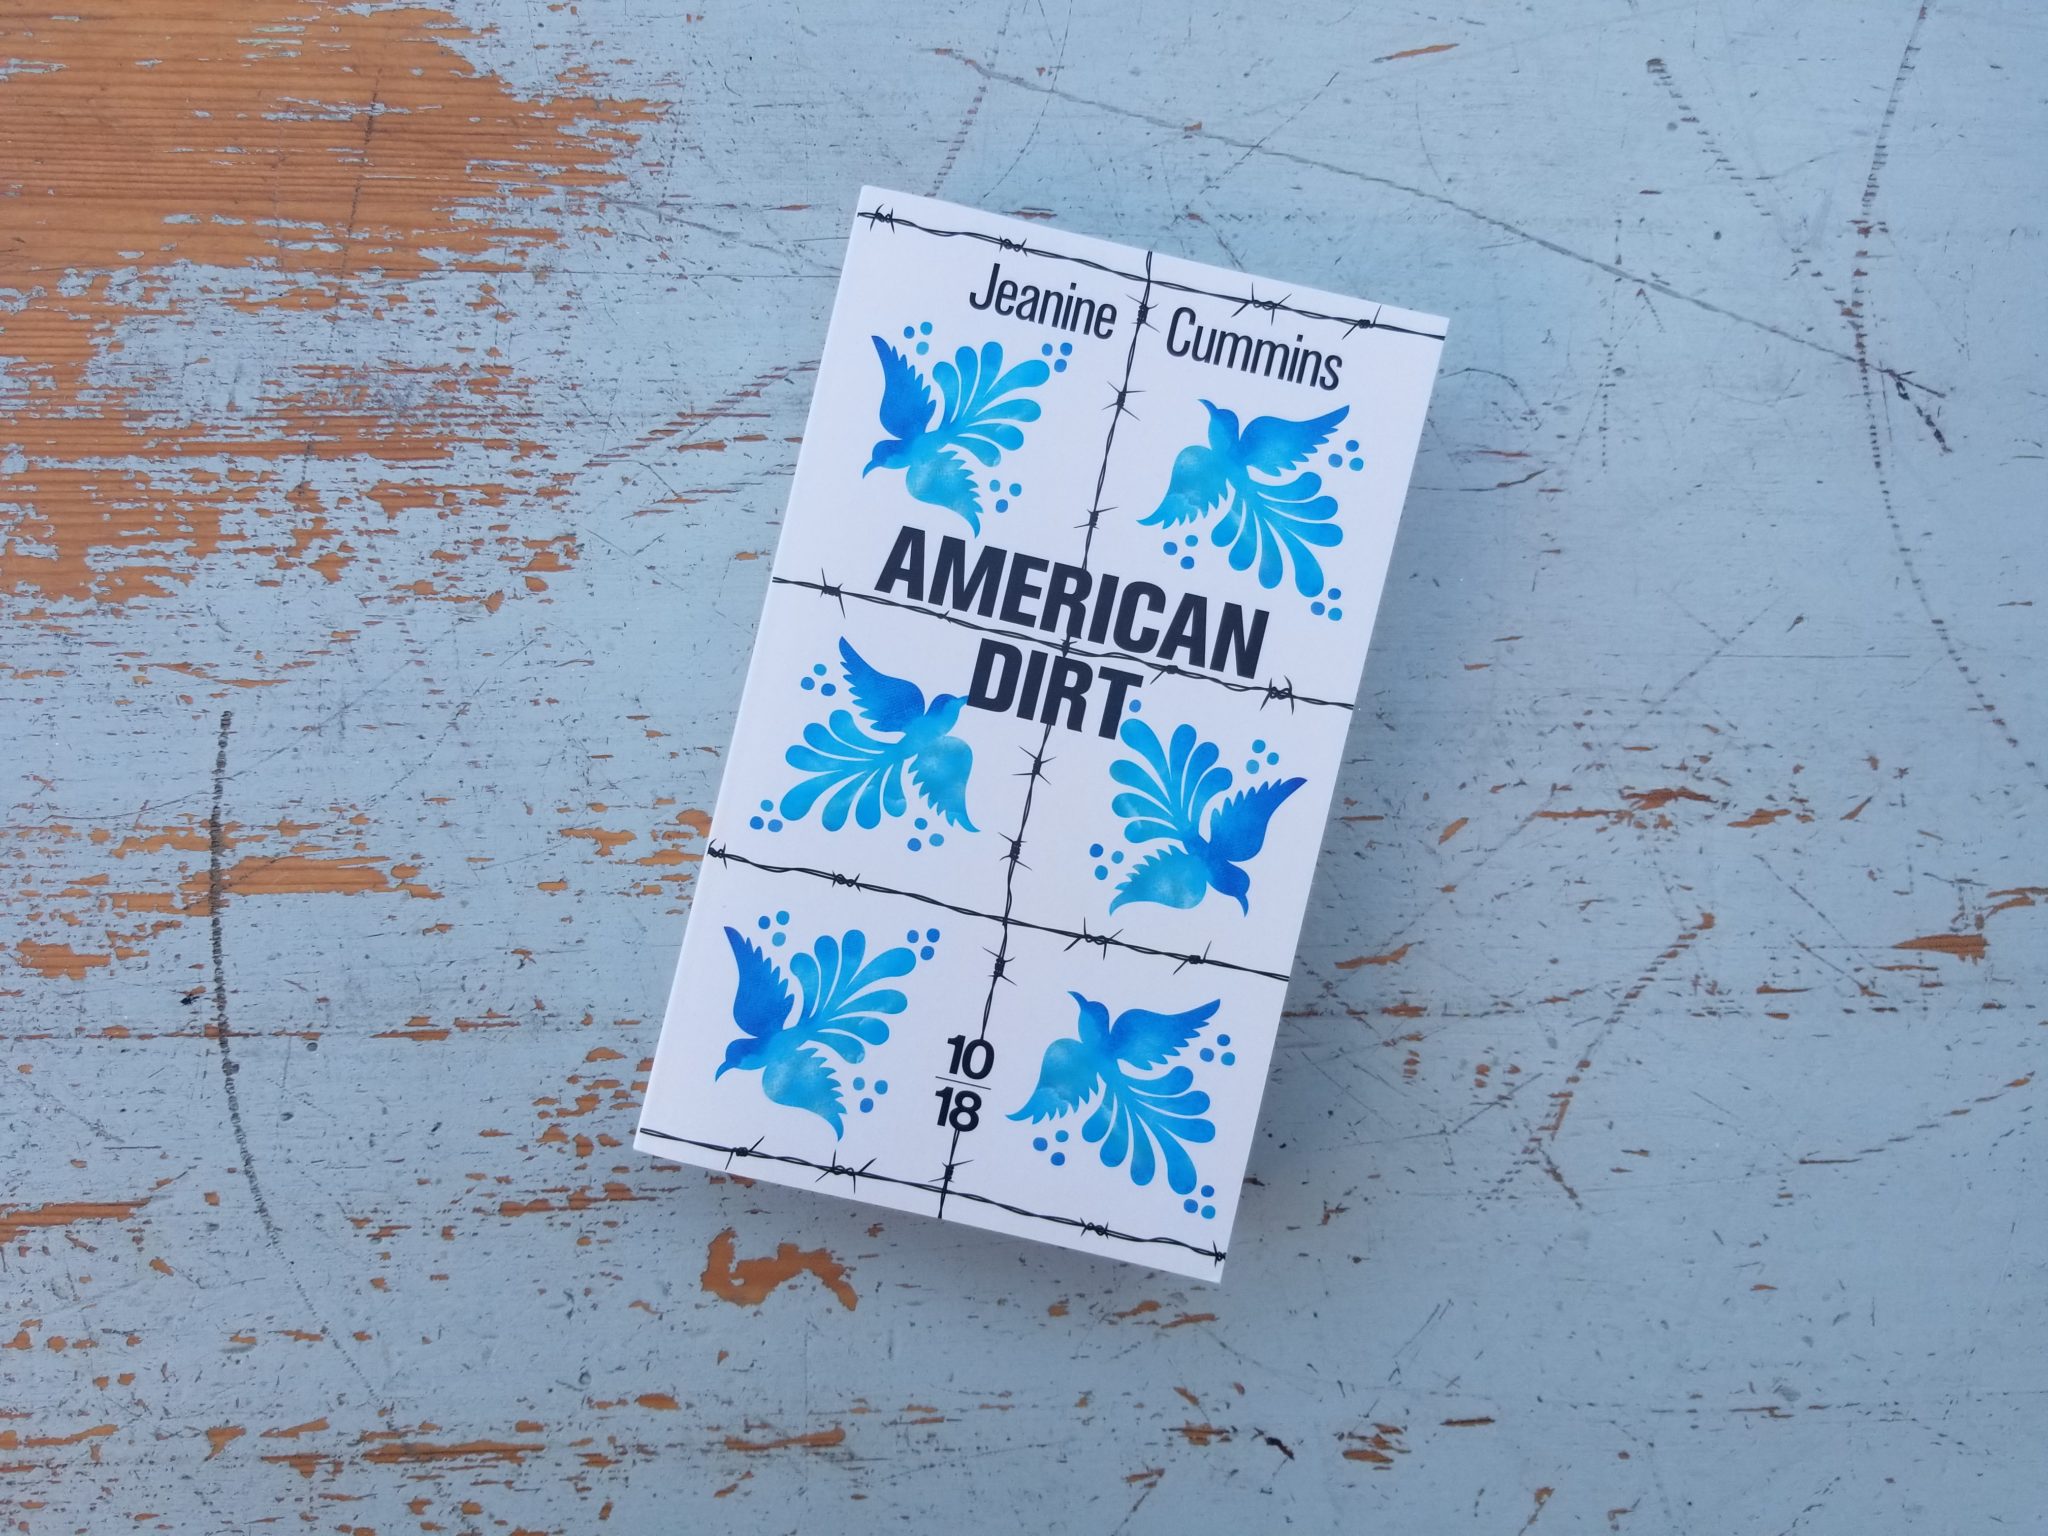 Jeanine Cummins
AMERICAN
DIRT
10
18